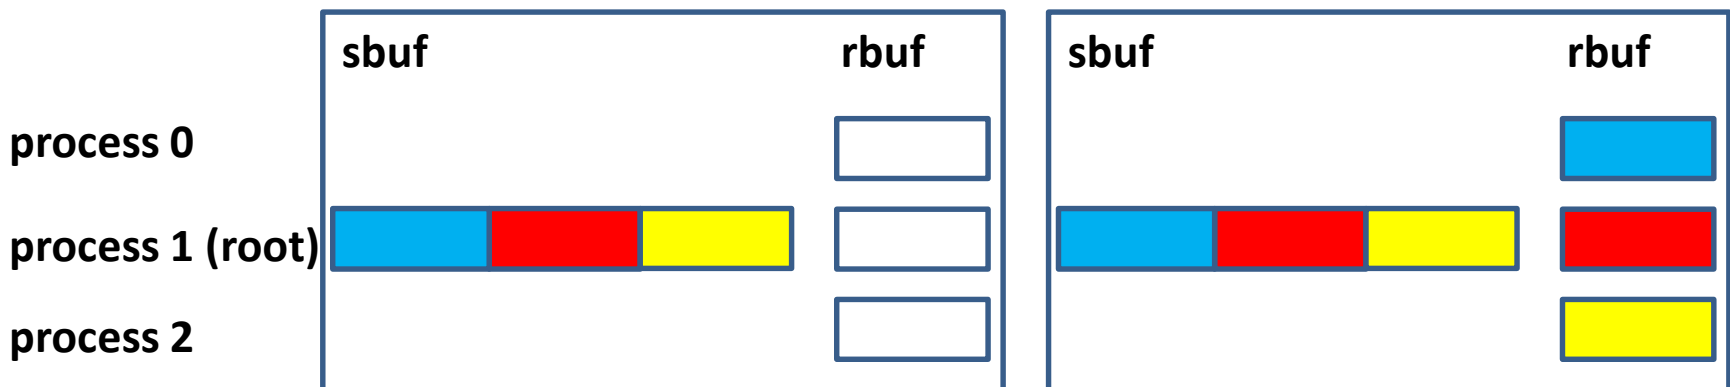 sbuf rbuf sbuf rbuf
process 0
process 1 (root)
process 2